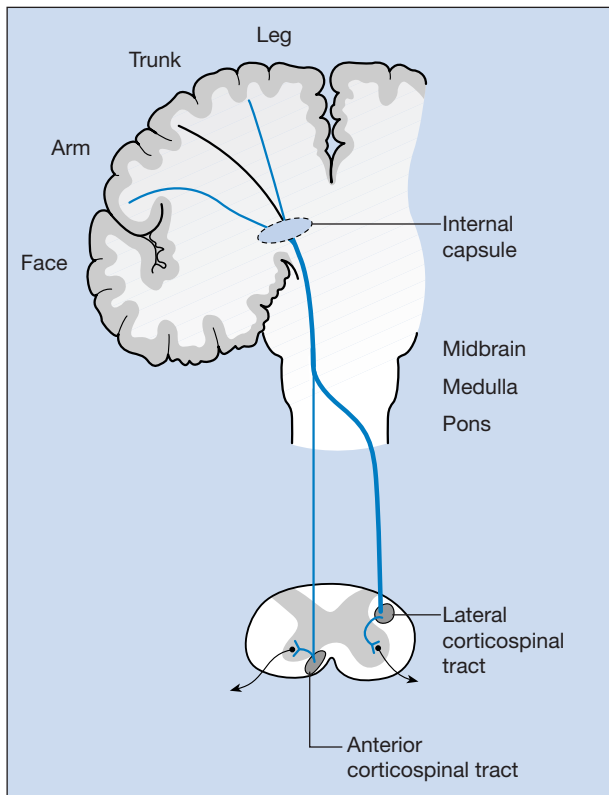 Leg
Trunk
Arm
Face
Internal
capsule
Midbrain
Medulla
Pons
Lateral
corticospinal
tract
Anterior
corticospinal tract